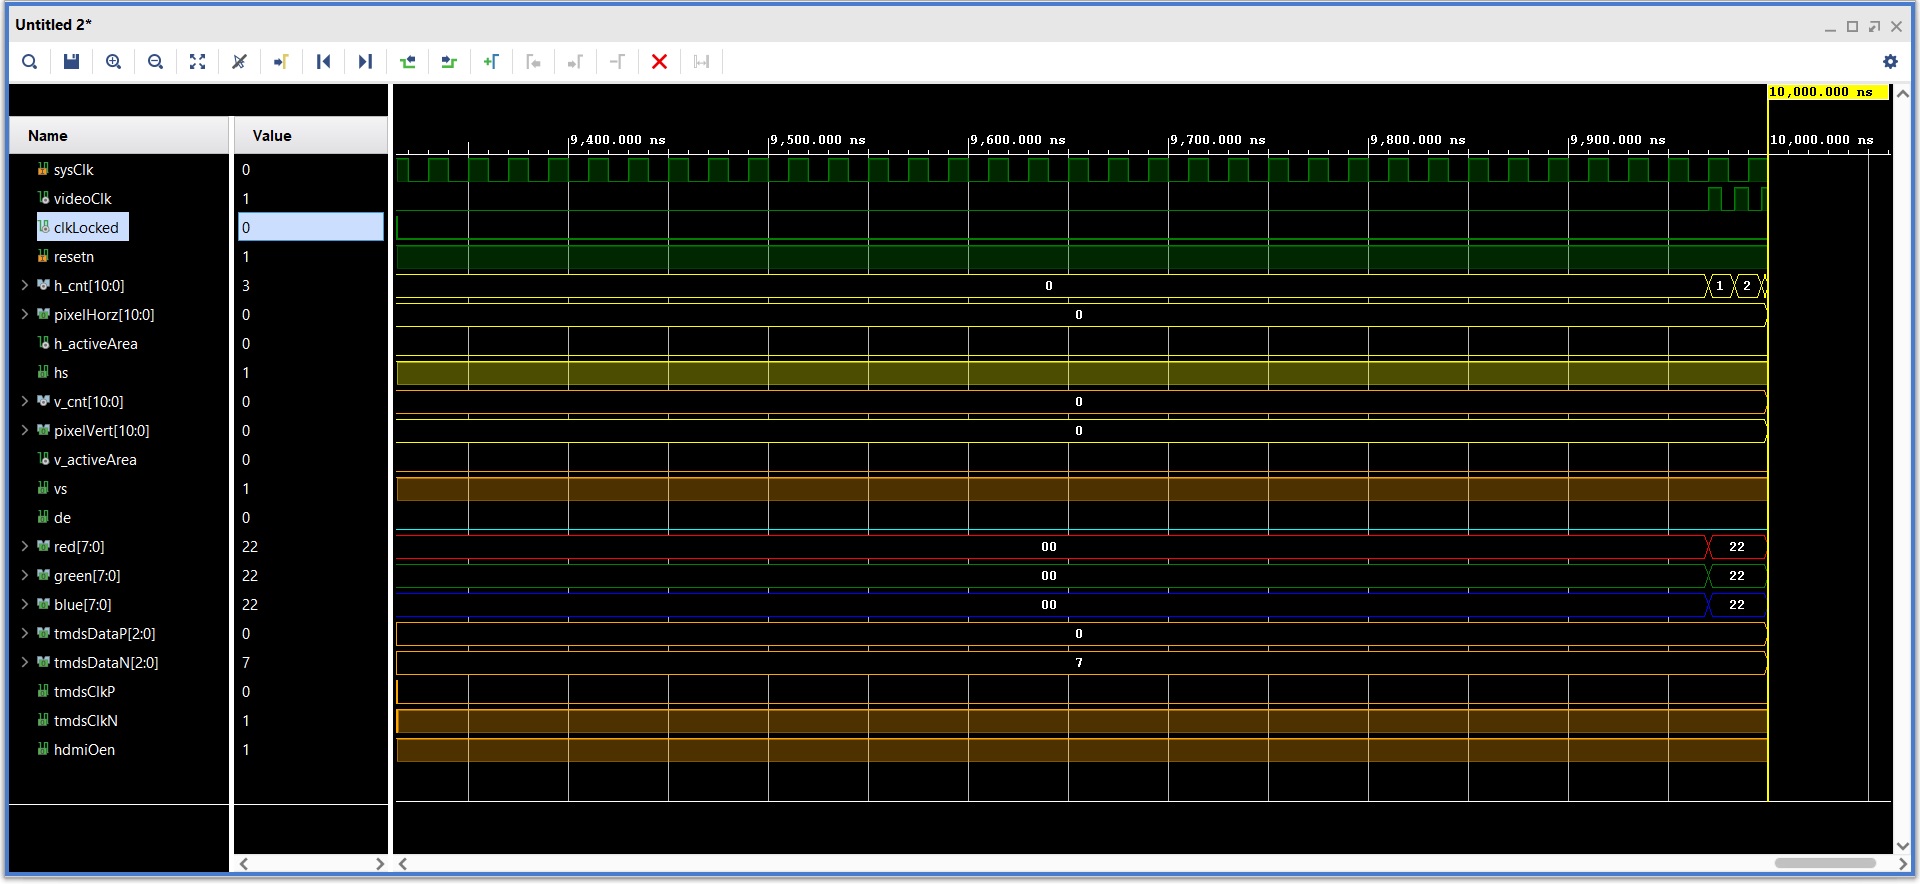 Untitled 2*
10,000.000 ns
Name Value
9,400.000 ns 9,500.000 ns 9,600.000 ns 9,700.000 ns 9,800.000 ns 9,900.000 ns 10,000.000 ns
sysClk 0
videoClk 1
clkLocked 0
resetn 1
h_cnt[10:0] 3 0 1 2
pixelHorz[10:0] 0 0
h_activeArea 0
hs 1
v_cnt[10:0] 0 0
pixelVert[10:0] 0 0
v_activeArea 0
vs 1
de 0
red[7:0] 22 00 22
green[7:0] 22 00 22
blue[7:0] 22 00 22
tmdsDataP[2:0] 0 0
tmdsDataN[2:0] 7 7
tmdsClkP 0
tmdsClkN 1
hdmiOen 1